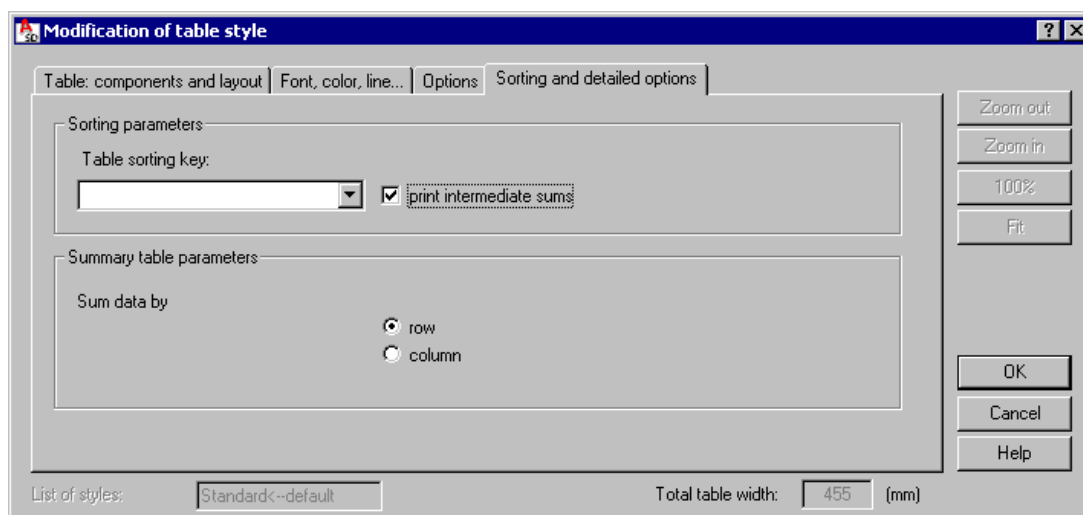 Modification of table style
Table: components and layout
Font, color, line...
Options
Sorting and detailed options
Sorting parameters
Table sorting key:
print intermediate sums
Summary table parameters
Sum data by
row
column
Zoom out
Zoom in
100%
Fit
OK
Cancel
Help
List of styles:
Standard<--default
Total table width:
455
(mm)